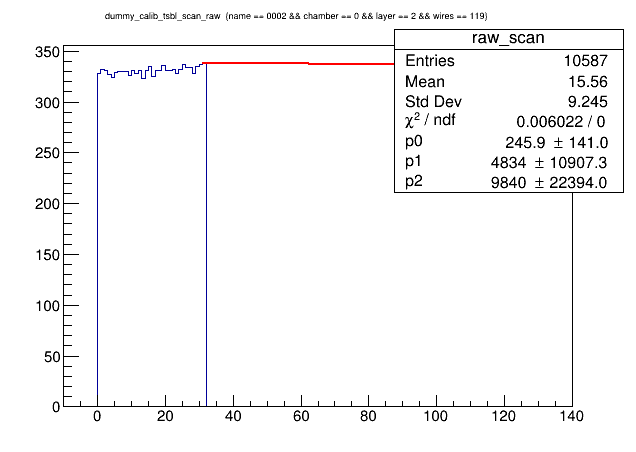 dummy_calib_tsbl_scan_raw (name == 0002 && chamber == 0 && layer == 2 && wires == 119)
raw_scan
Entries 10587
Mean 15.56
Std Dev 9.245
χ² / ndf 0.006022 / 0
p0 245.9 ± 141.0
p1 4834 ± 10907.3
p2 9840 ± 22394.0
350
300
250
200
150
100
50
0
0 20 40 60 80 100 120 140